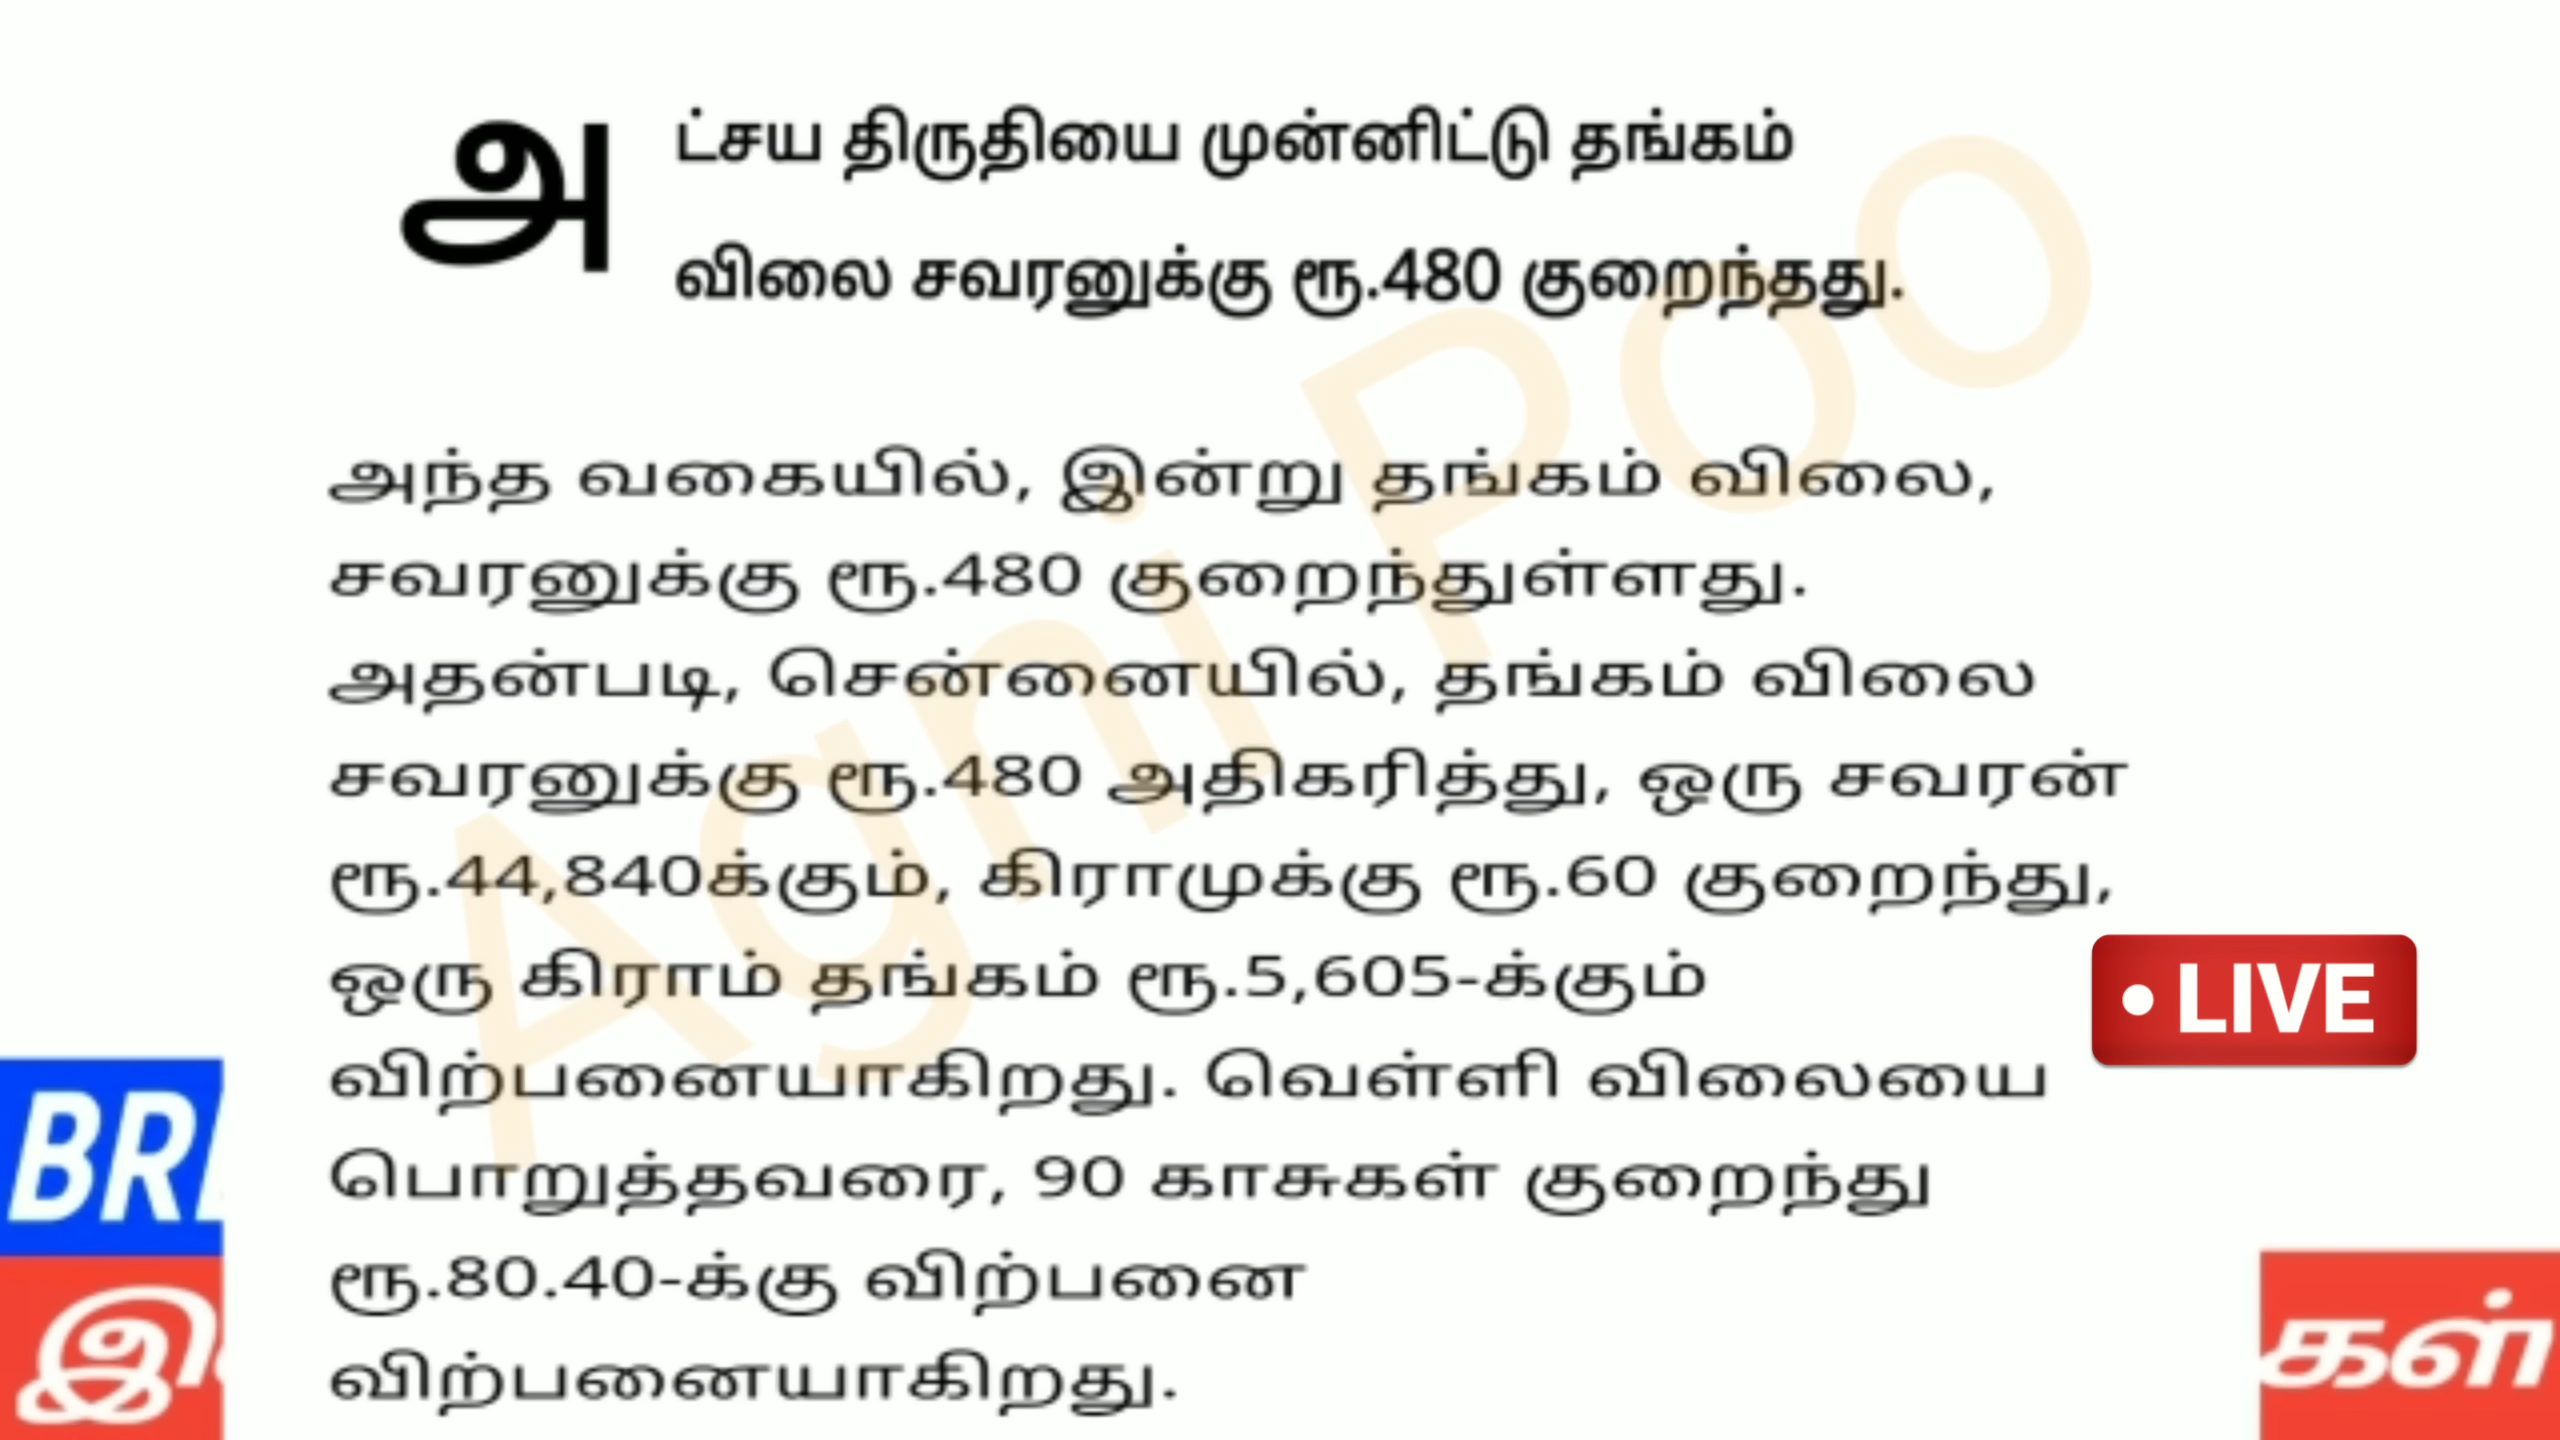 அட்சய திருதியை முன்னிட்டு தங்கம்
விலை சவரனுக்கு ரூ.480 குறைந்தது.
அந்த வகையில், இன்று தங்கம் விலை,
சவரனுக்கு ரூ.480 குறைந்துள்ளது.
அதன்படி, சென்னையில், தங்கம் விலை
சவரனுக்கு ரூ.480 அதிகரித்து, ஒரு சவரன்
ரூ.44,840க்கும், கிராமுக்கு ரூ.60 குறைந்து,
ஒரு கிராம் தங்கம் ரூ.5,605-க்கும்
விற்பனையாகிறது. வெள்ளி விலையை
பொறுத்தவரை, 90 காசுகள் குறைந்து
ரூ.80.40-க்கு விற்பனை
விற்பனையாகிறது.
Agni Poo
• LIVE
கள்